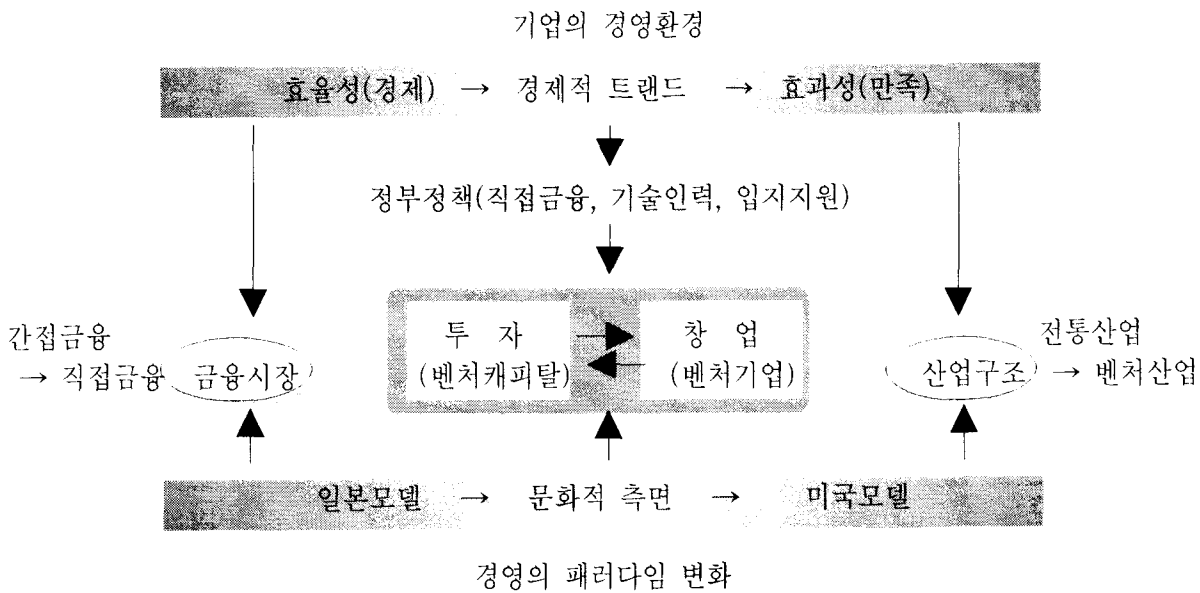 기업의 경영환경
효율성(경제) → 경제적 트랜드 → 효과성(만족)
정부정책(직접금융, 기술인력, 입지지원)
투 자
(벤처캐피탈)
창 업
(벤처기업)
간접금융
→ 직접금융
금융시장
산업구조
전통산업
→ 벤처산업
일본모델 → 문화적 측면 → 미국모델
경영의 패러다임 변화